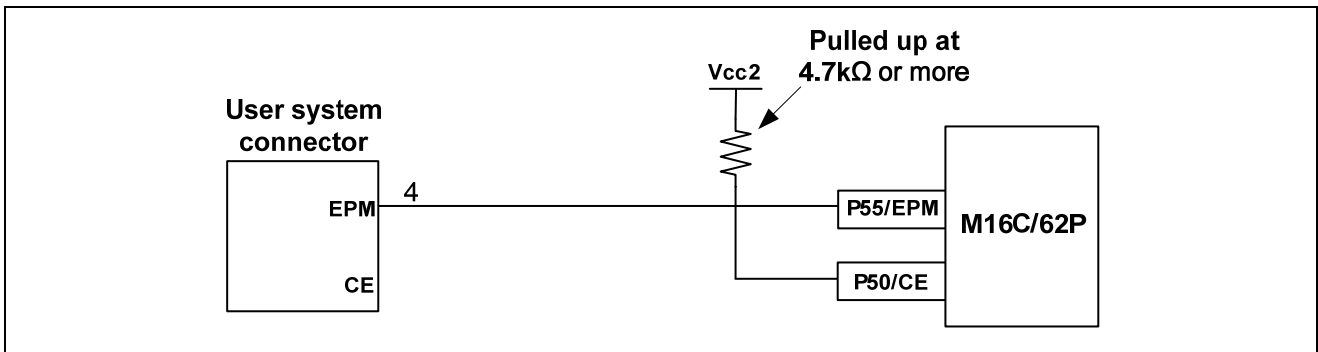 Pulled up at
4.7kΩ or more
Vcc2
User system
connector
4
EPM
P55/EPM
M16C/62P
CE
P50/CE